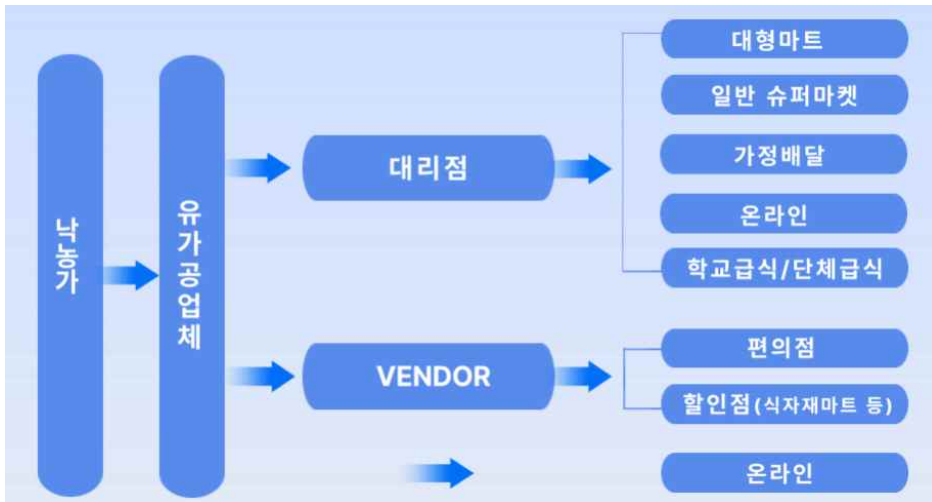 낙농가
유가공업체
대리점
대형마트
일반 슈퍼마켓
가정배달
온라인
학교급식/단체급식
VENDOR
편의점
할인점(식자재마트 등)
온라인